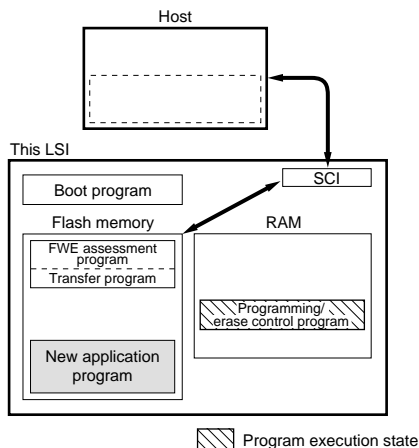 Host
This LSI
SCI
Boot program
Flash memory
RAM
FWE assessment
program
Transfer program
Programming/
erase control program
New application
program
Program execution state